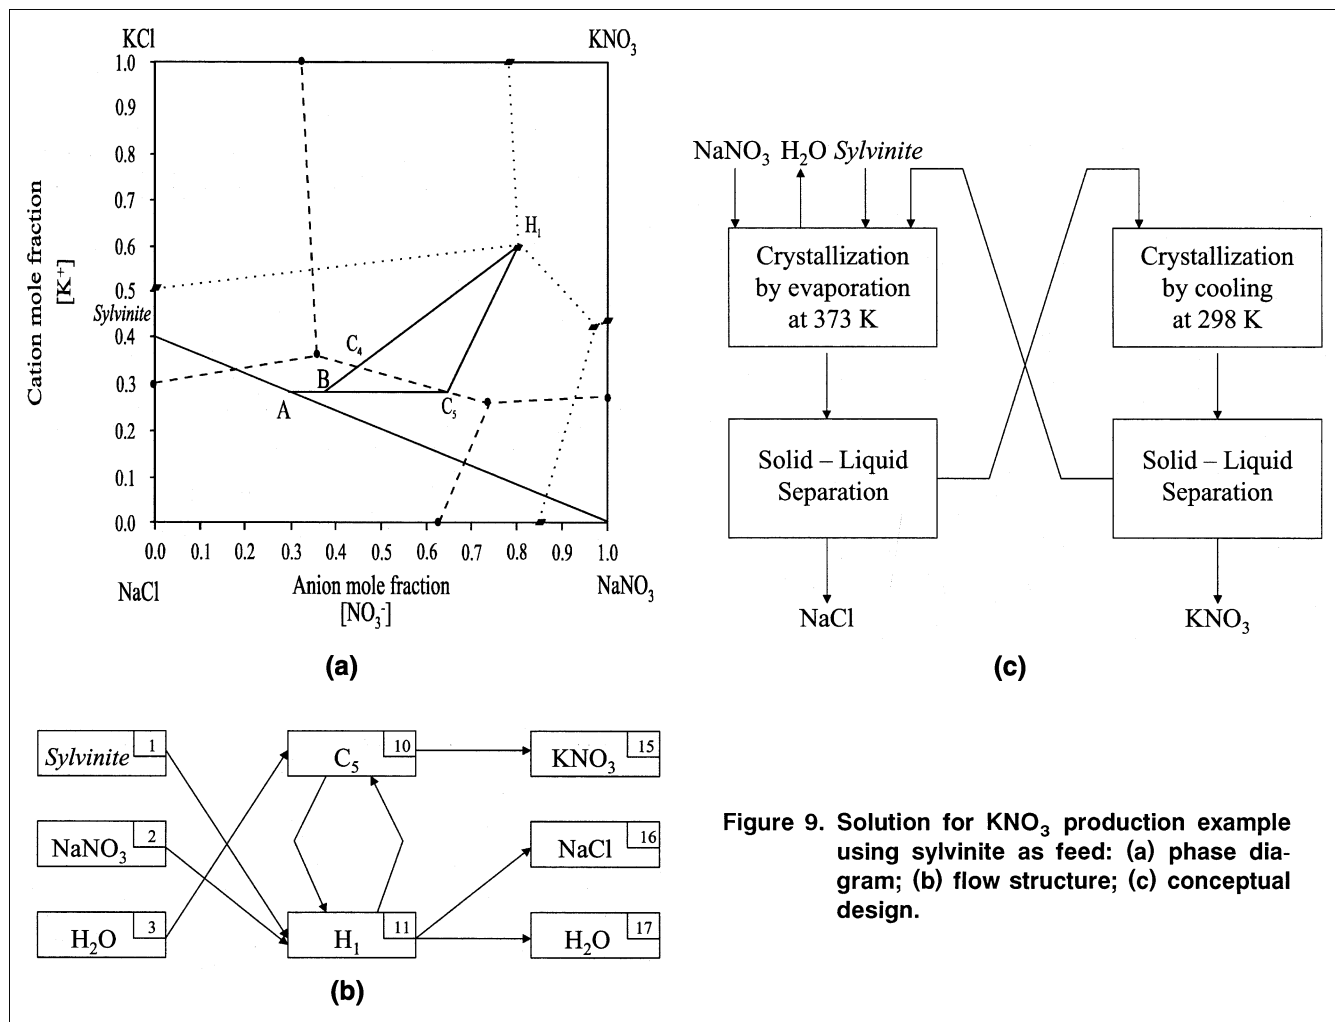 KCl
KNO3
1.0
0.9
0.8
0.7
0.6
0.5
Sylvinite
0.4
0.3
0.2
0.1
0.0
Cation mole fraction
[K+]
H1
C4
B
A
C5
0.0 0.1 0.2 0.3 0.4 0.5 0.6 0.7 0.8 0.9 1.0
NaCl
Anion mole fraction
[NO3-]
NaNO3
(a)
NaNO3 H2O Sylvinite
Crystallization
by evaporation
at 373 K
Crystallization
by cooling
at 298 K
Solid – Liquid
Separation
Solid – Liquid
Separation
NaCl
KNO3
(c)
Sylvinite 1
C5 10
KNO3 15
NaNO3 2
NaCl 16
H2O 3
H1 11
H2O 17
(b)
Figure 9. Solution for KNO3 production example
using sylvinite as feed: (a) phase dia-
gram; (b) flow structure; (c) conceptual
design.